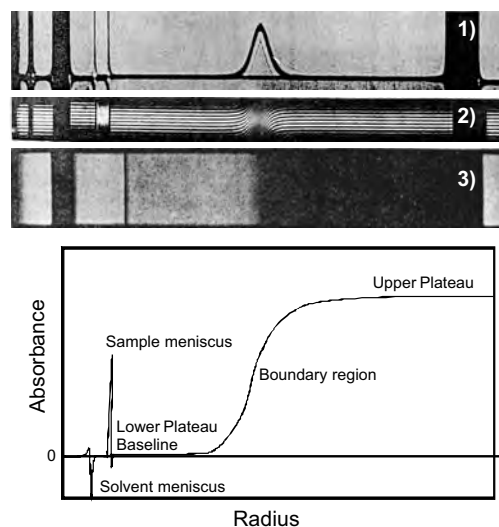 1)
2)
3)
Upper Plateau
Sample meniscus
Boundary region
Lower Plateau
Baseline
0
Solvent meniscus
Absorbance
Radius